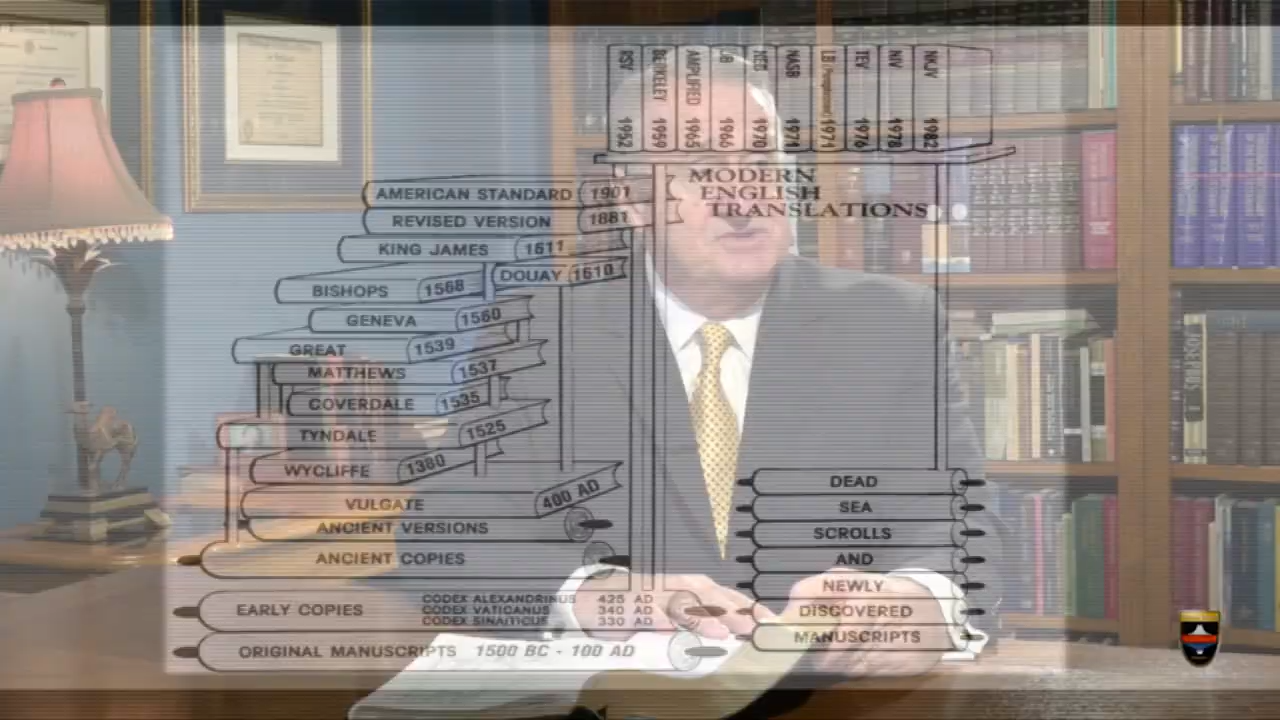 RSV 1952
BERKELEY 1959
AMPLIFIED 1965
JB 1966
NEB 1970
NASB 1971
LB (Paraphrased) 1971
TEV 1976
NIV 1978
NKJV 1982
MODERN
ENGLISH
TRANSLATIONS
AMERICAN STANDARD 1901
REVISED VERSION 1881
KING JAMES 1611
DOUAY 1610
BISHOPS 1568
GENEVA 1560
GREAT 1539
MATTHEWS 1537
COVERDALE 1535
TYNDALE 1525
WYCLIFFE 1380
VULGATE 400 AD
ANCIENT VERSIONS
ANCIENT COPIES
EARLY COPIES
CODEX ALEXANDRINUS 425 AD
CODEX VATICANUS 340 AD
CODEX SINAITICUS 330 AD
ORIGINAL MANUSCRIPTS 1500 BC - 100 AD
DEAD
SEA
SCROLLS
AND
NEWLY
DISCOVERED
MANUSCRIPTS
JOSEPHUS